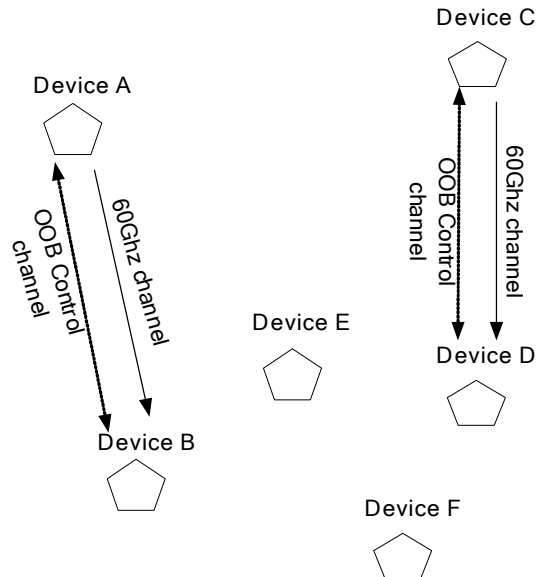 Device C
Device A
OOB Control
channel
60Ghz channel
OOB Control
channel
60Ghz channel
Device E
Device D
Device B
Device F